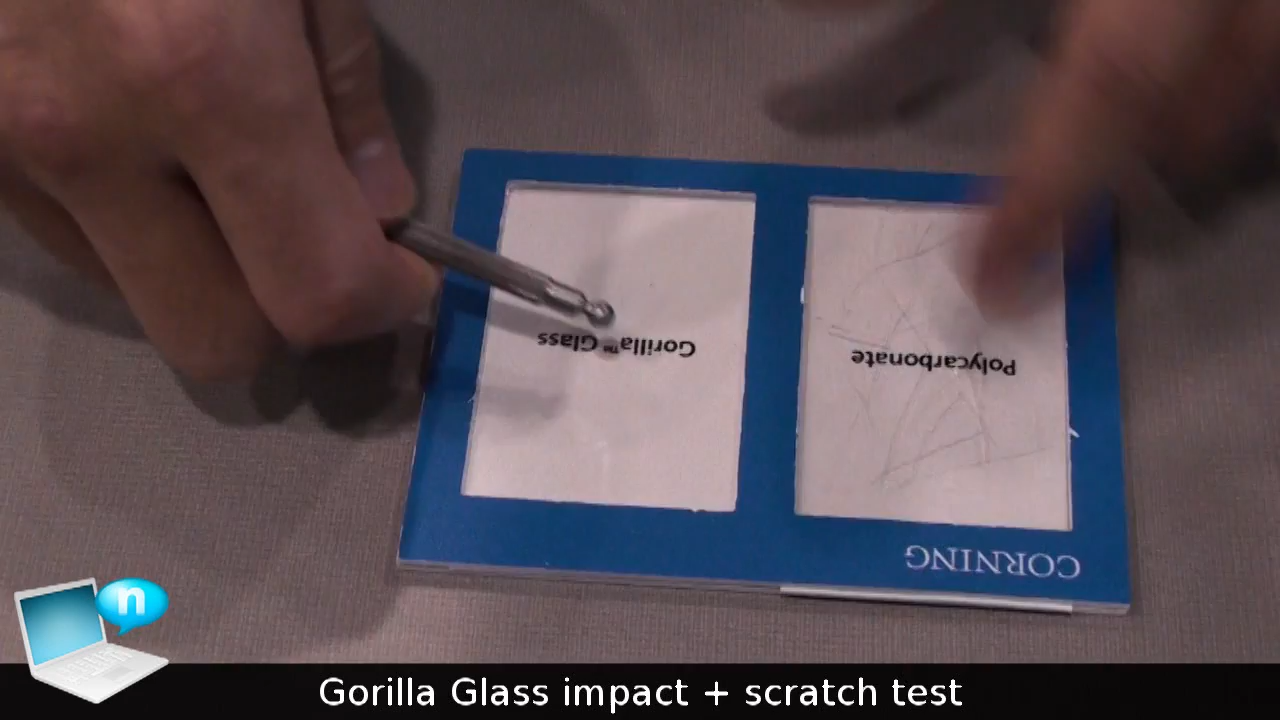 Gorilla™ Glass
Polycarbonate
CORNING
n
Gorilla Glass impact + scratch test